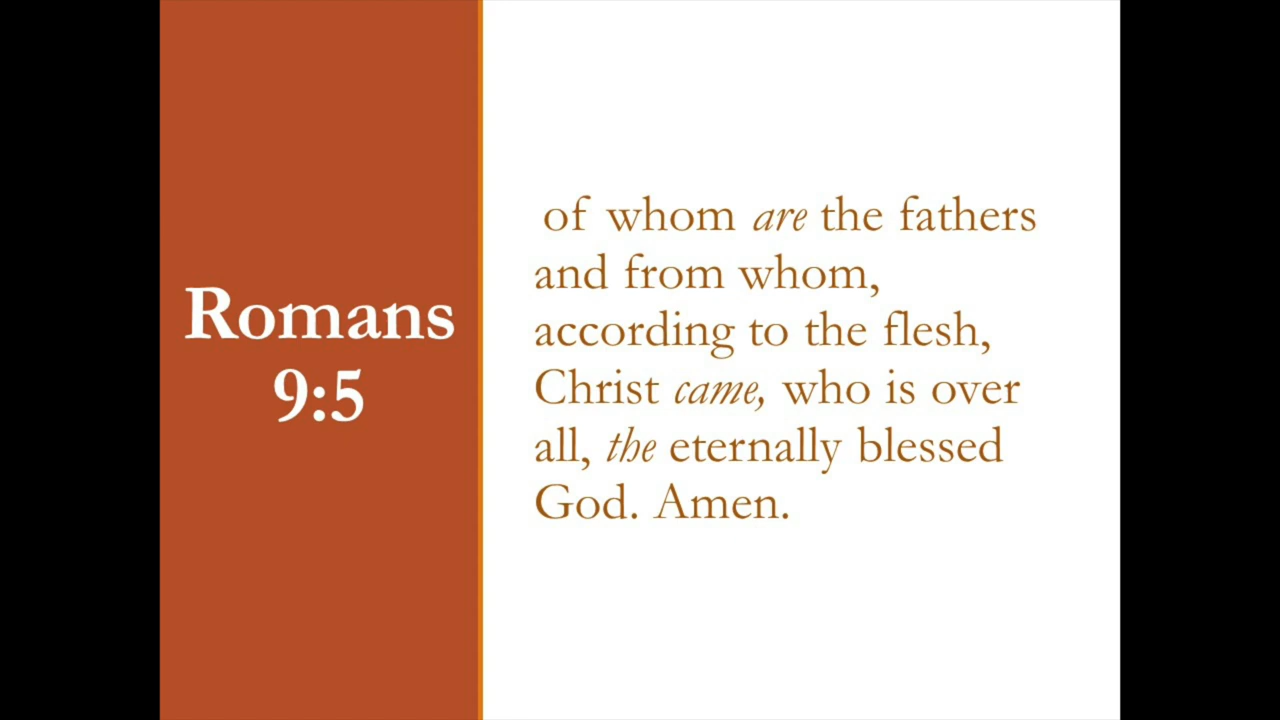 Romans
9:5
of whom are the fathers
and from whom,
according to the flesh,
Christ came, who is over
all, the eternally blessed
God. Amen.